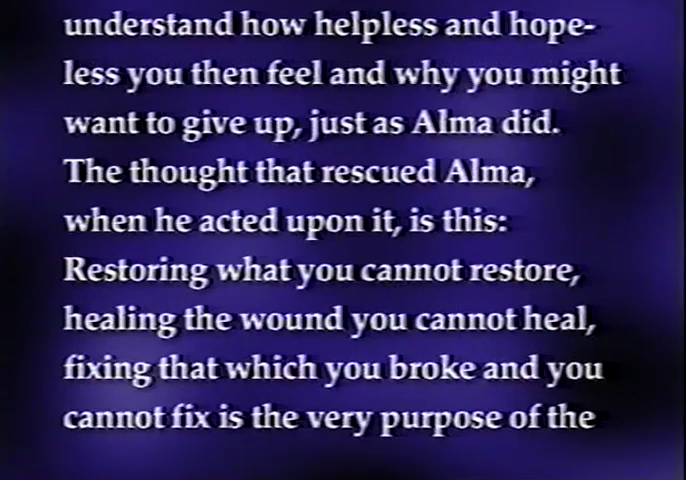 understand how helpless and hope-
less you then feel and why you might
want to give up, just as Alma did.
The thought that rescued Alma,
when he acted upon it, is this:
Restoring what you cannot restore,
healing the wound you cannot heal,
fixing that which you broke and you
cannot fix is the very purpose of the